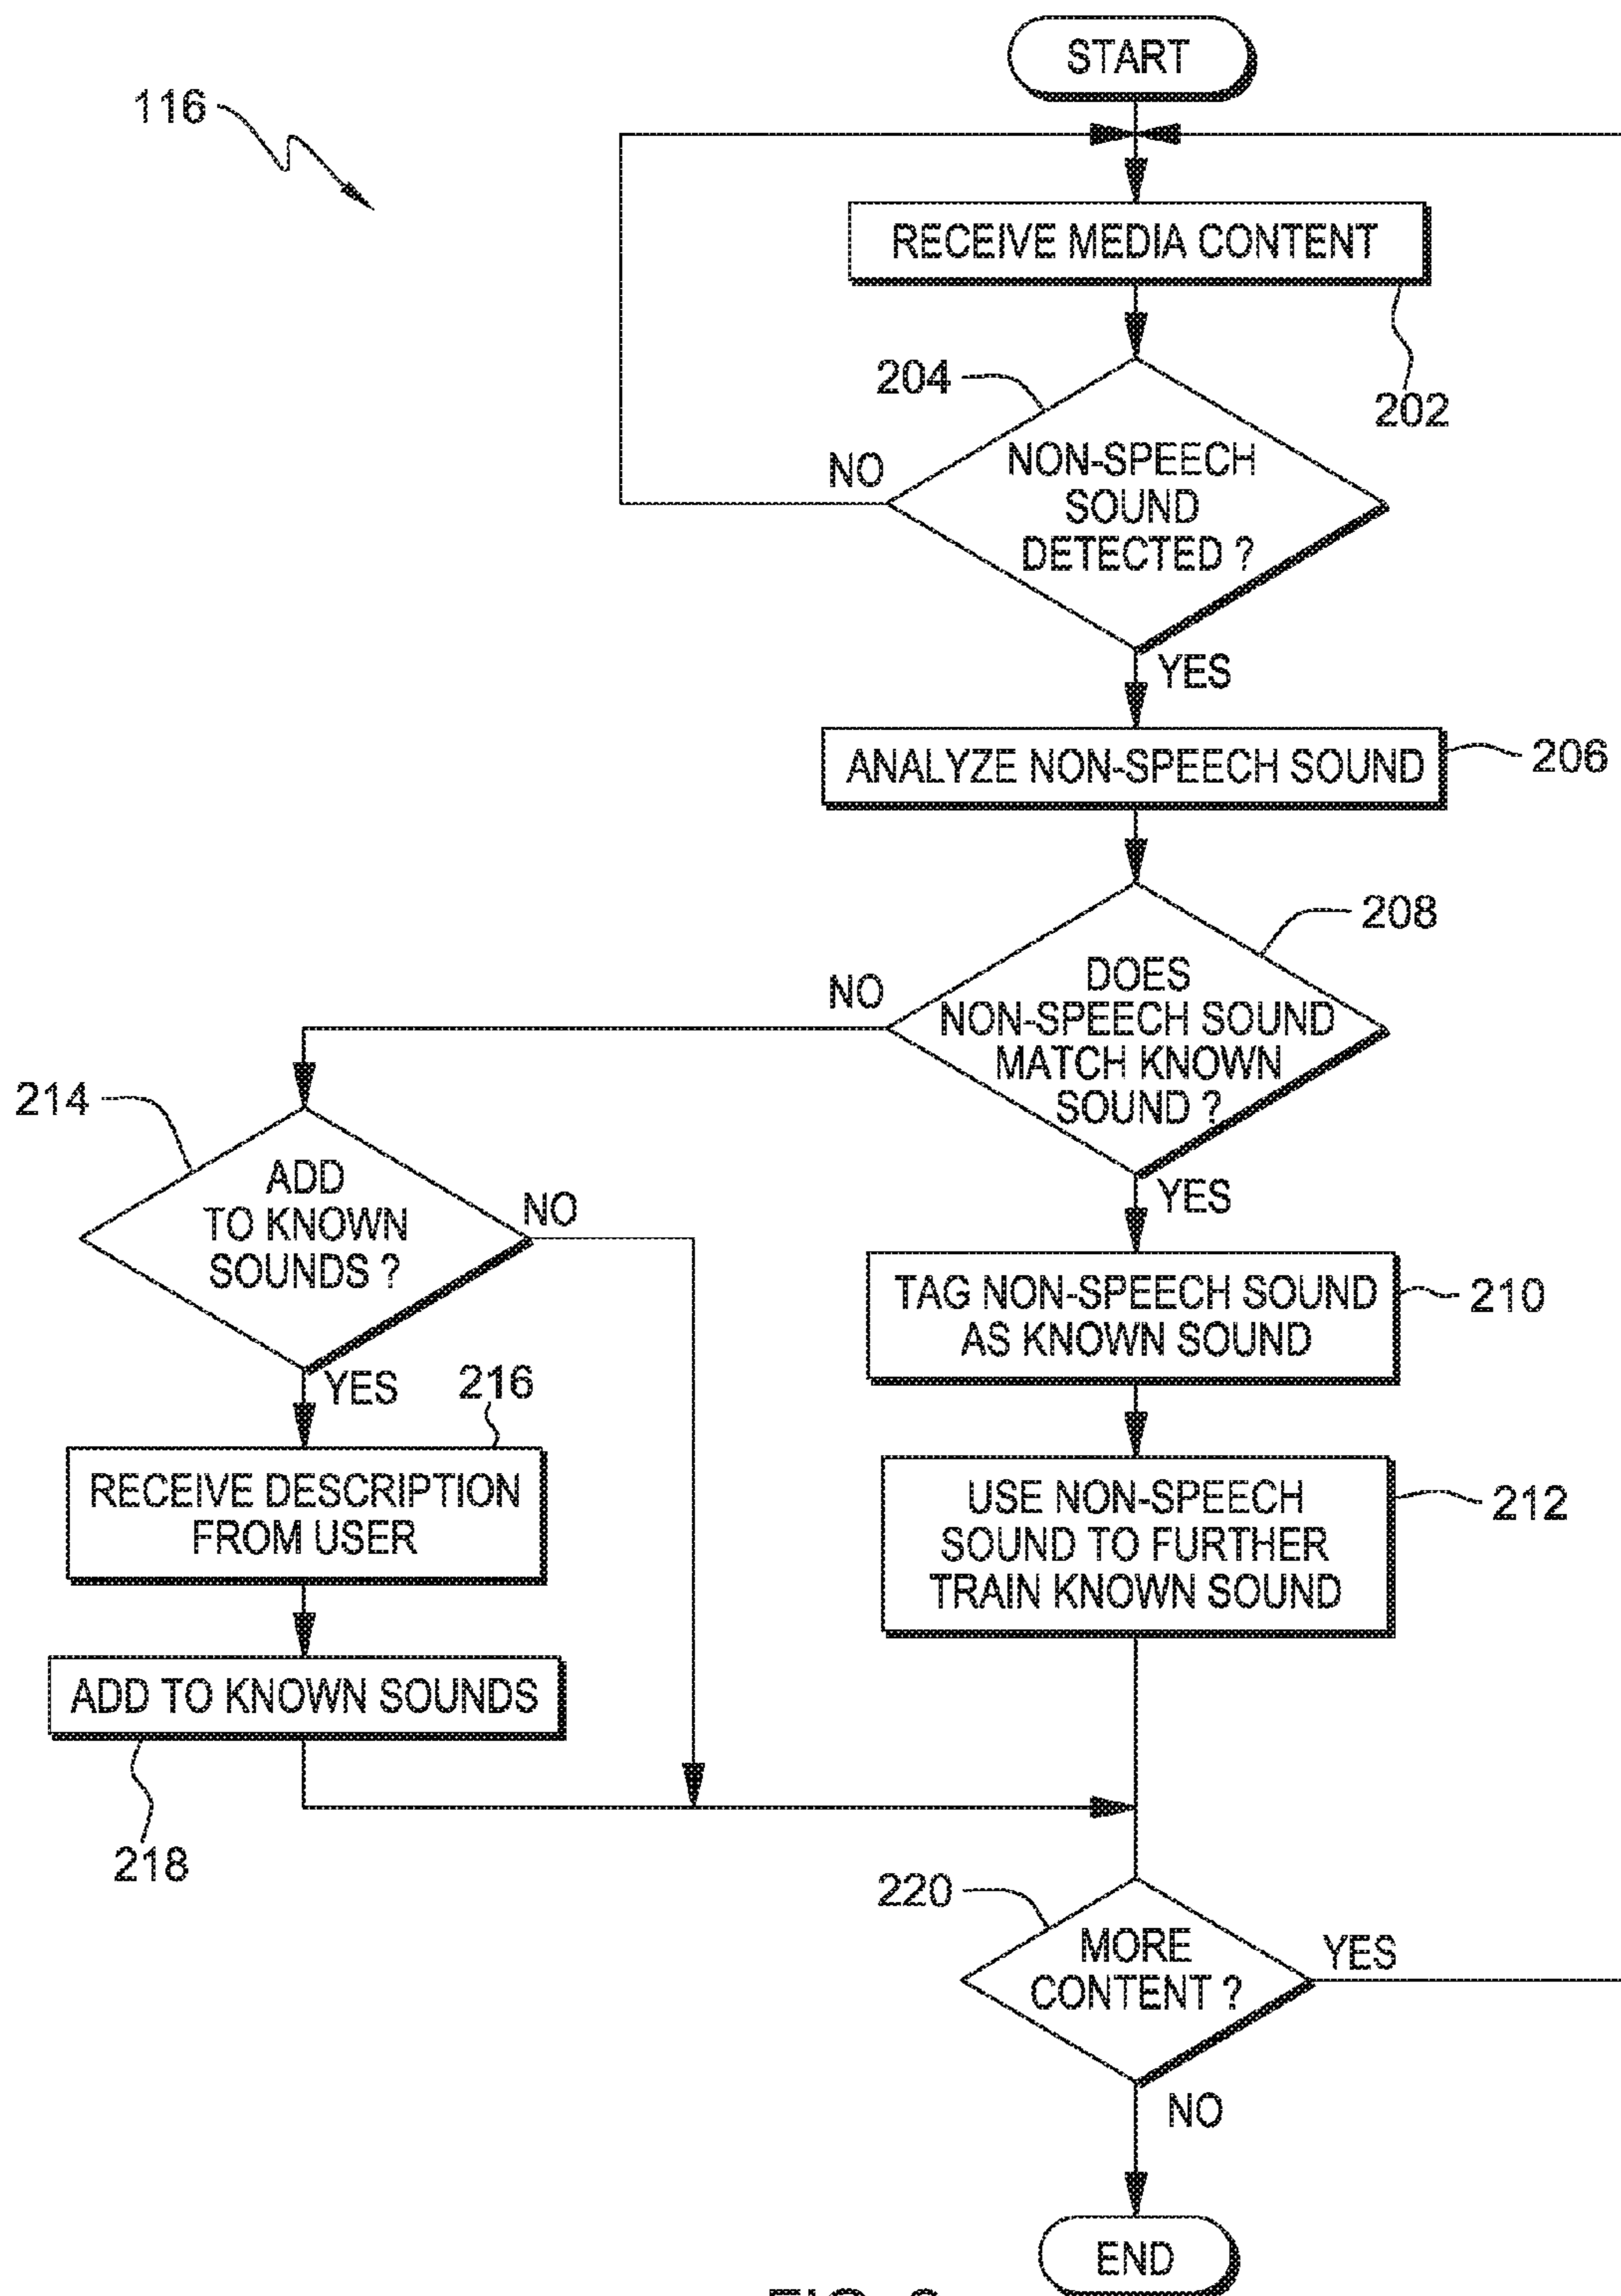 START
116
RECEIVE MEDIA CONTENT
202
204
NO
NON-SPEECH
SOUND
DETECTED ?
YES
ANALYZE NON-SPEECH SOUND
206
208
NO
DOES
NON-SPEECH SOUND
MATCH KNOWN
SOUND ?
YES
214
ADD
TO KNOWN
SOUNDS ?
NO
YES
TAG NON-SPEECH SOUND
AS KNOWN SOUND
210
216
RECEIVE DESCRIPTION
FROM USER
USE NON-SPEECH
SOUND TO FURTHER
TRAIN KNOWN SOUND
212
ADD TO KNOWN SOUNDS
218
220
MORE
CONTENT ?
YES
NO
END